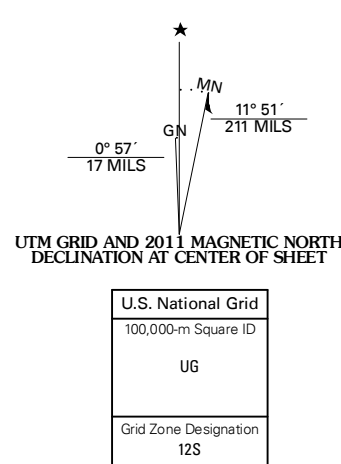 ★
MN
11° 51´
211 MILS
GN
0° 57´
17 MILS
UTM GRID AND 2011 MAGNETIC NORTH
DECLINATION AT CENTER OF SHEET
U.S. National Grid
100,000-m Square ID
UG
Grid Zone Designation
12S